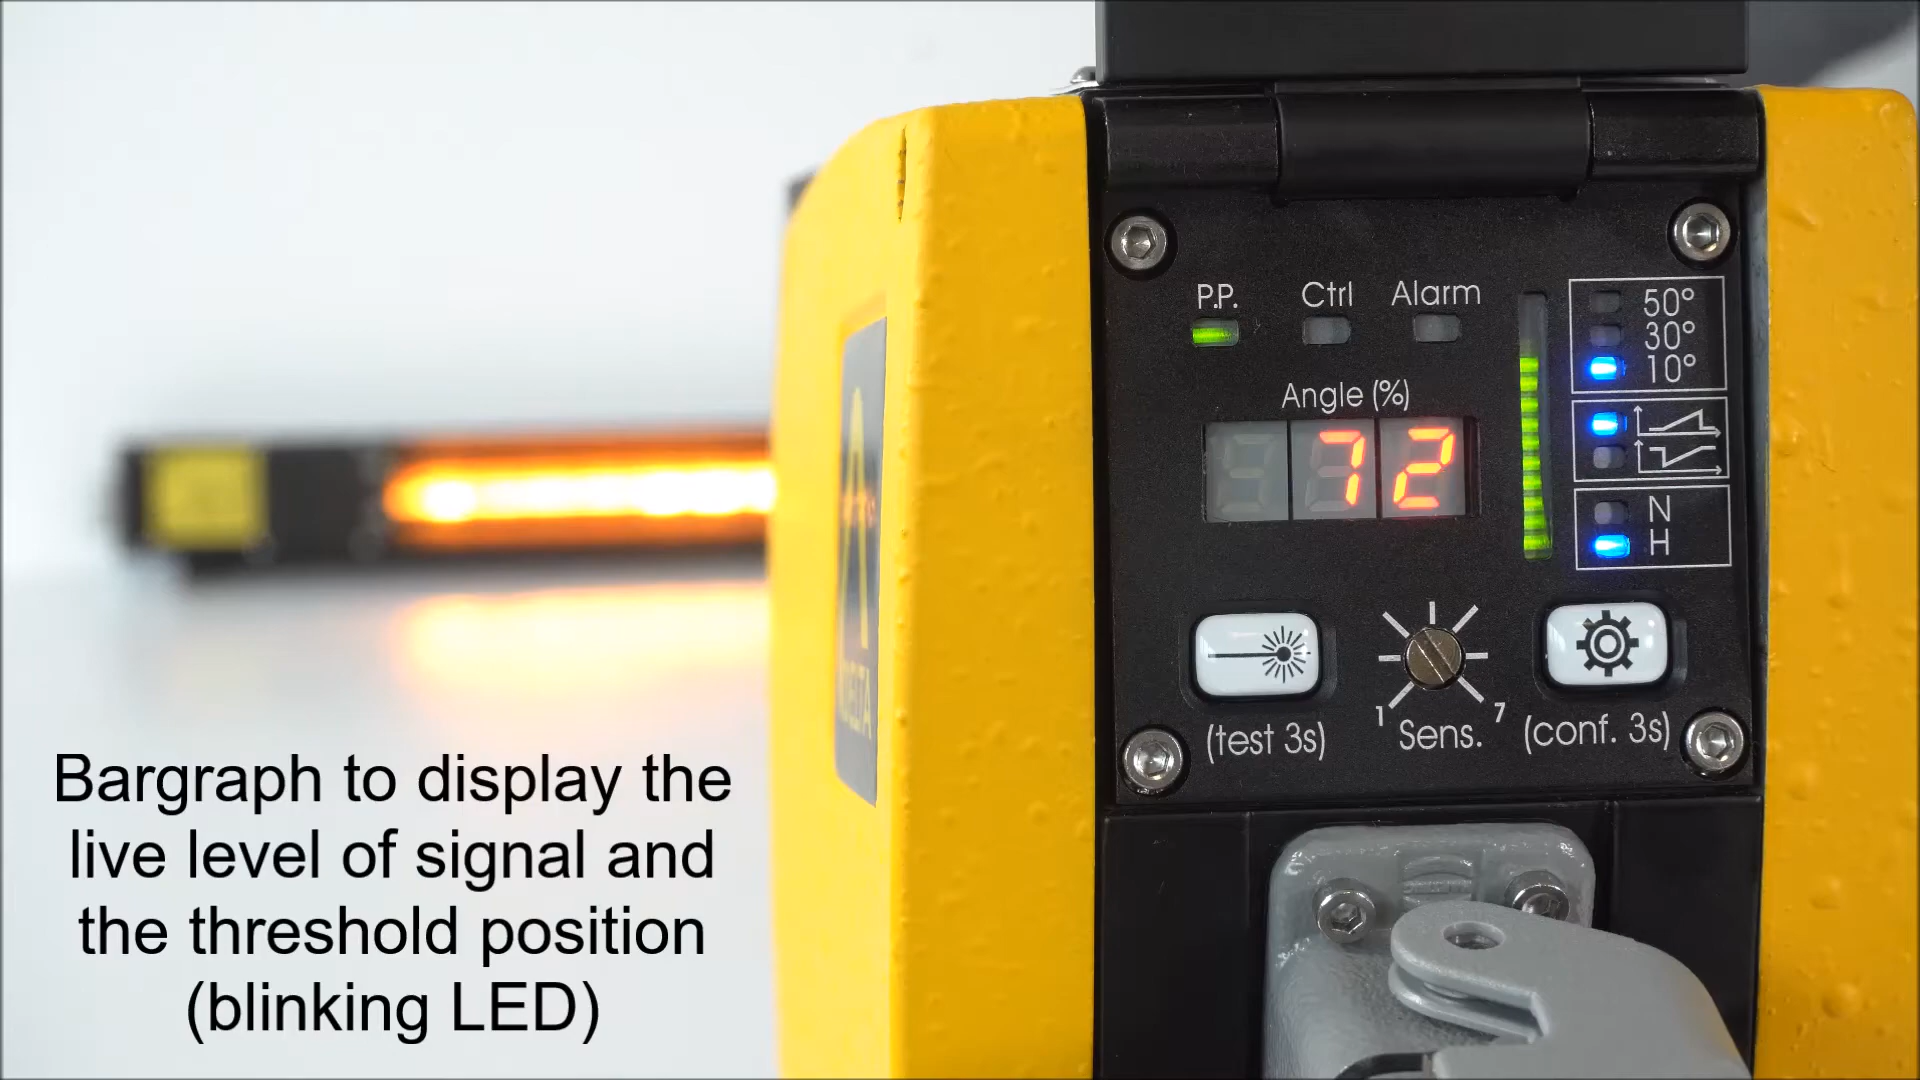 P.P. Ctrl Alarm
50°
30°
10°
Angle (%)
72
N
H
1 7
(test 3s) Sens. (conf. 3s)
DELTA
Bargraph to display the
live level of signal and
the threshold position
(blinking LED)